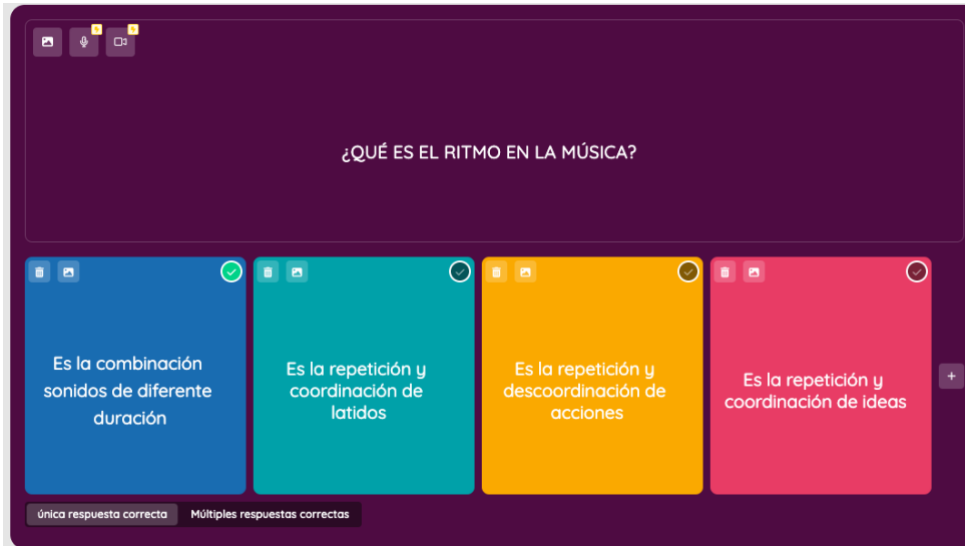 ¿QUÉ ES EL RITMO EN LA MÚSICA?
Es la combinación
sonidos de diferente
duración
Es la repetición y
coordinación de
latidos
Es la repetición y
descoordinación de
acciones
Es la repetición y
coordinación de ideas
única respuesta correcta
Múltiples respuestas correctas